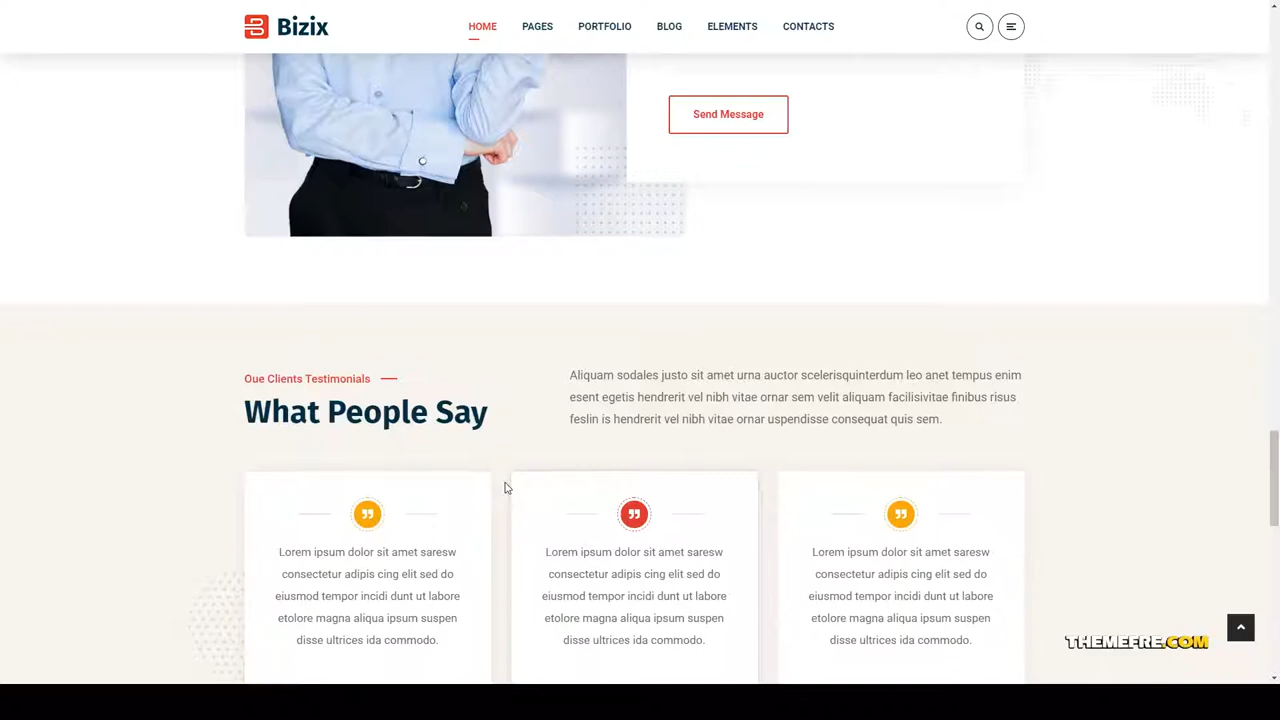 Bizix
HOME PAGES PORTFOLIO BLOG ELEMENTS CONTACTS
Send Message
Oue Clients Testimonials
What People Say
Aliquam sodales justo sit amet urna auctor scelerisquinterdum leo anet tempus enim
esent egetis hendrerit vel nibh vitae ornar sem velit aliquam facilisitivitae finibus risus
feslin is hendrerit vel nibh vitae ornar uspendisse consequat quis sem.
Lorem ipsum dolor sit amet saresw
consectetur adipis cing elit sed do
eiusmod tempor incidi dunt ut labore
etolore magna aliqua ipsum suspen
disse ultrices ida commodo.
Lorem ipsum dolor sit amet saresw
consectetur adipis cing elit sed do
eiusmod tempor incidi dunt ut labore
etolore magna aliqua ipsum suspen
disse ultrices ida commodo.
Lorem ipsum dolor sit amet saresw
consectetur adipis cing elit sed do
eiusmod tempor incidi dunt ut labore
etolore magna aliqua ipsum suspen
disse ultrices ida commodo.
THEMEFRE.COM